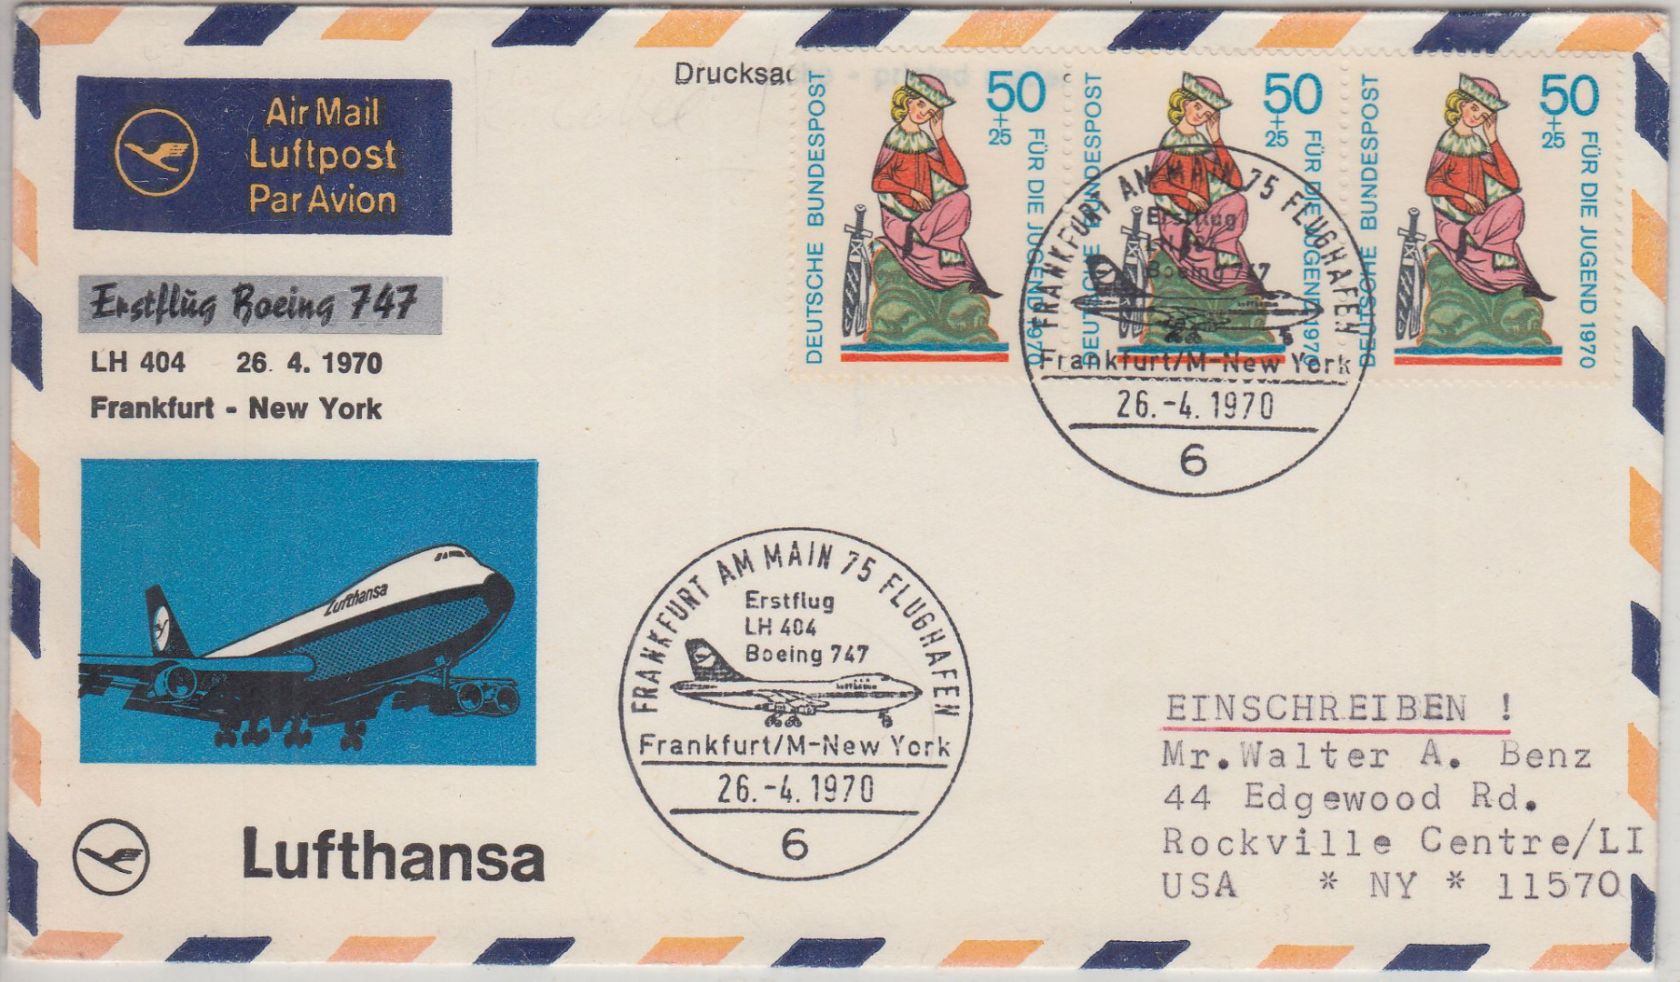 Air Mail
Luftpost
Par Avion
Erstflüg Boeing 747
LH 404 26. 4. 1970
Frankfurt - New York
Lufthansa
Lufthansa
Drucksac
DEUTSCHE BUNDESPOST
50
+
25
FÜR DIE JUGEND 1970
DEUTSCHE BUNDESPOST
50
+
25
FÜR DIE JUGEND 1970
DEUTSCHE BUNDESPOST
50
+
25
FÜR DIE JUGEND 1970
FRANKFURT AM MAIN 75 FLUGHAFEN
Erstflug
LH 404
Boeing 747
Frankfurt/M-New York
26.-4.1970
6
FRANKFURT AM MAIN 75 FLUGHAFEN
Erstflug
LH 404
Boeing 747
Lufthansa
Frankfurt/M-New York
26.-4.1970
6
EINSCHREIBEN !
Mr.Walter A. Benz
44 Edgewood Rd.
Rockville Centre/LI
USA * NY * 11570